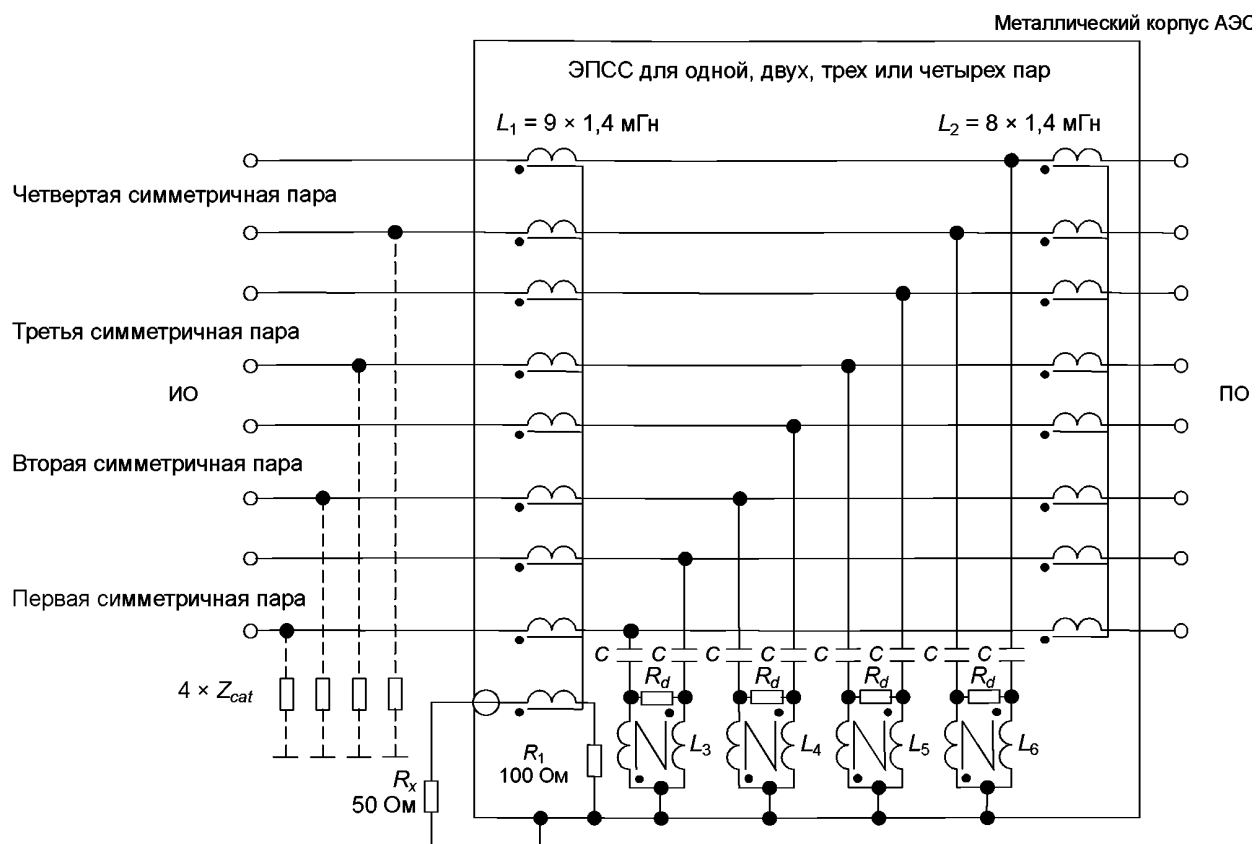 Металлический корпус АЭС
ЭПСС для одной, двух, трех или четырех пар
L1 = 9 × 1,4 мГн
L2 = 8 × 1,4 мГн
Четвертая симметричная пара
Третья симметричная пара
ИО
ПО
Вторая симметричная пара
Первая симметричная пара
C C C C C C C C
4 × Zcat
Rd Rd Rd Rd
L3 L4 L5 L6
R1
100 Ом
Rx
50 Ом